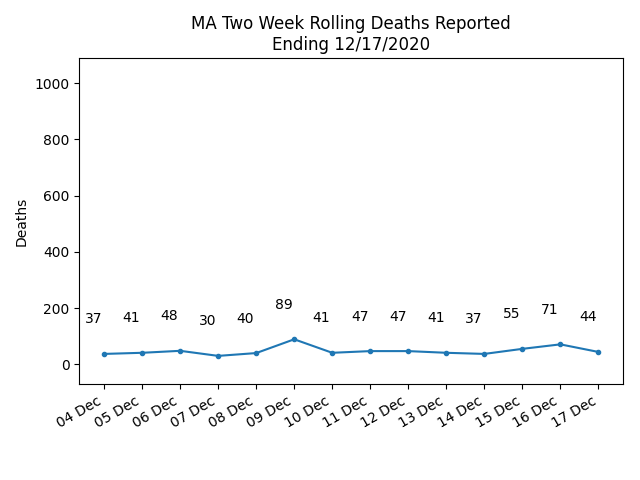 MA Two Week Rolling Deaths Reported
Ending 12/17/2020
1000
800
600
400
200
0
Deaths
37 41 48 30 40 89 41 47 47 41 37 55 71 44
04 Dec 05 Dec 06 Dec 07 Dec 08 Dec 09 Dec 10 Dec 11 Dec 12 Dec 13 Dec 14 Dec 15 Dec 16 Dec 17 Dec